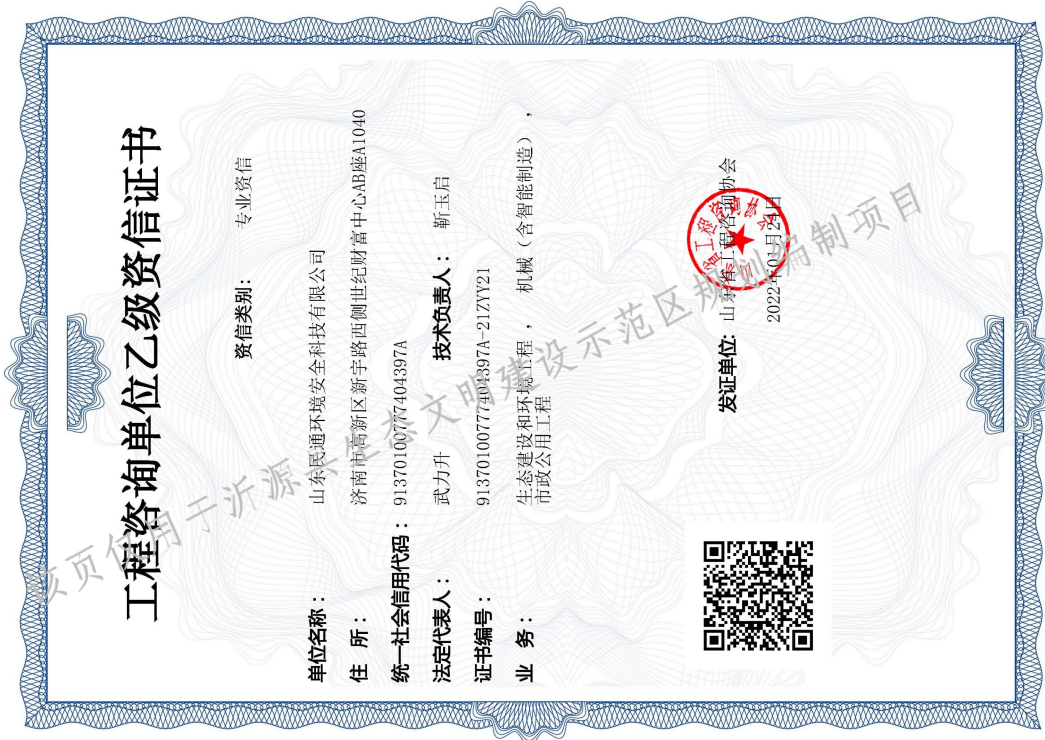 工程咨询单位乙级资信证书
资信类别： 专业资信
单位名称： 山东民通环境安全科技有限公司
住 所： 济南市高新区新宇路西侧世纪财富中心AB座A1040
统一社会信用代码： 91370100777404397A
法定代表人： 武力升 技术负责人： 靳玉启
证书编号： 91370100777404397A-21ZYY21
业 务： 生态建设和环境工程 ， 机械（含智能制造） ，
市政公用工程
发证单位: 山东省工程咨询协会
2022年01月24日
该页仅用于沂源县生态文明建设示范区规划编制项目